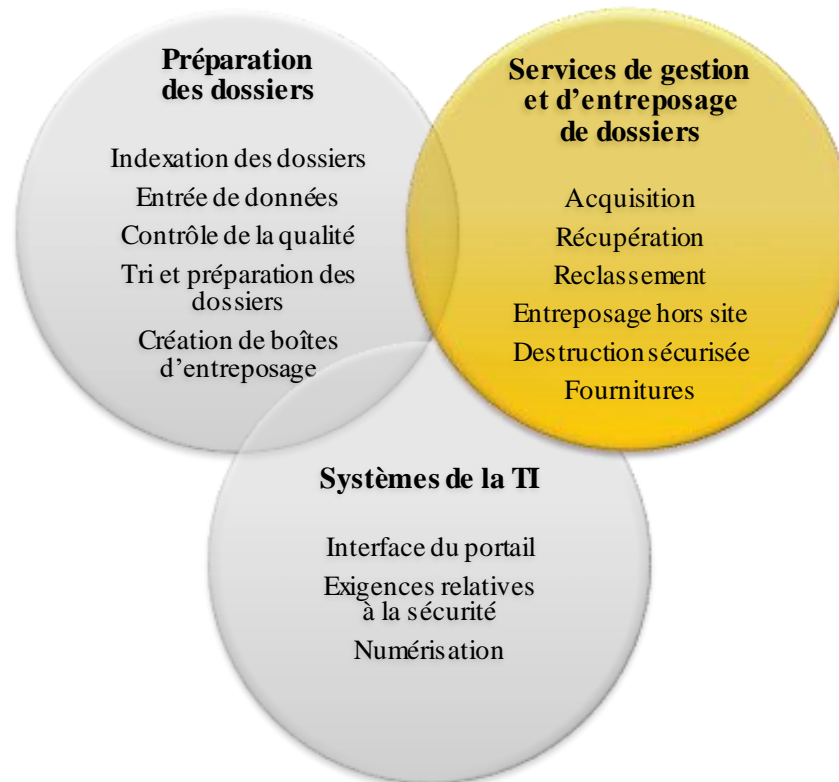 Préparation
des dossiers
Indexation des dossiers
Entrée de données
Contrôle de la qualité
Tri et préparation des
dossiers
Création de boîtes
d’entreposage
Services de gestion
et d’entreposage
de dossiers
Acquisition
Récupération
Reclassement
Entreposage hors site
Destruction sécurisée
Fournitures
Systèmes de la TI
Interface du portail
Exigences relatives
à la sécurité
Numérisation